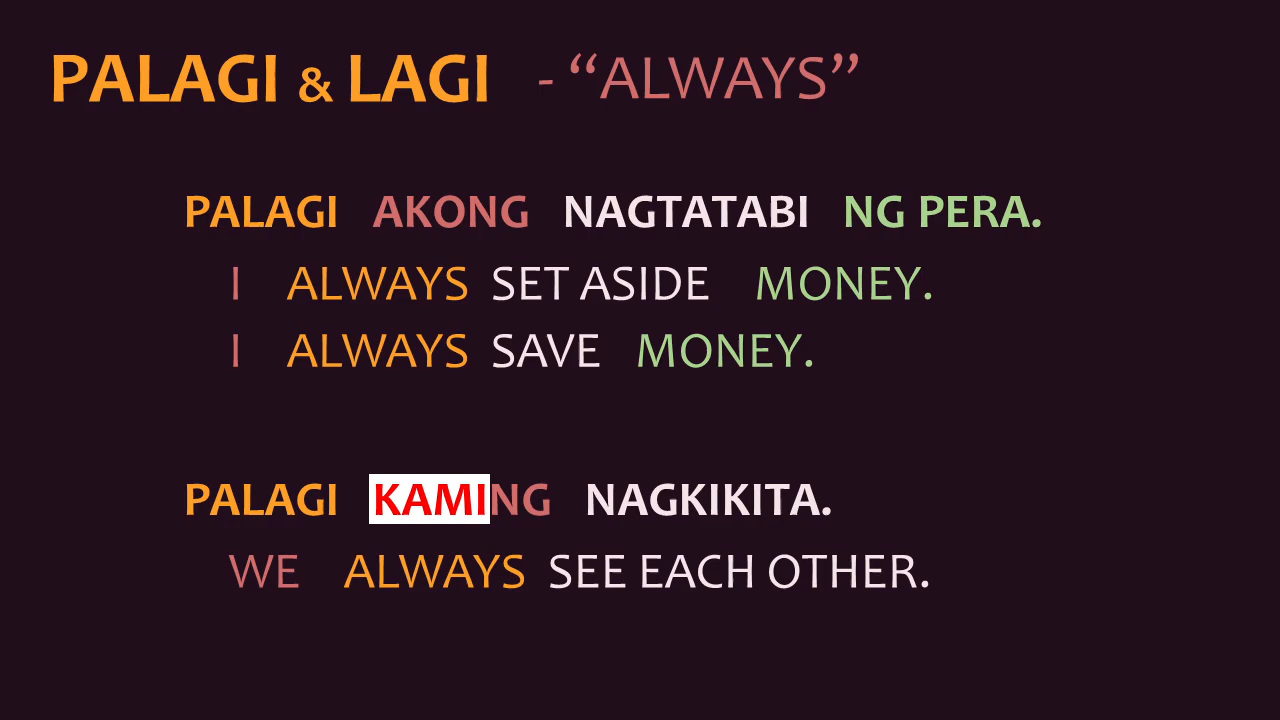 PALAGI & LAGI - “ALWAYS”
PALAGI AKONG NAGTATABI NG PERA.
I ALWAYS SET ASIDE MONEY.
I ALWAYS SAVE MONEY.
PALAGI KAMING NAGKIKITA.
WE ALWAYS SEE EACH OTHER.